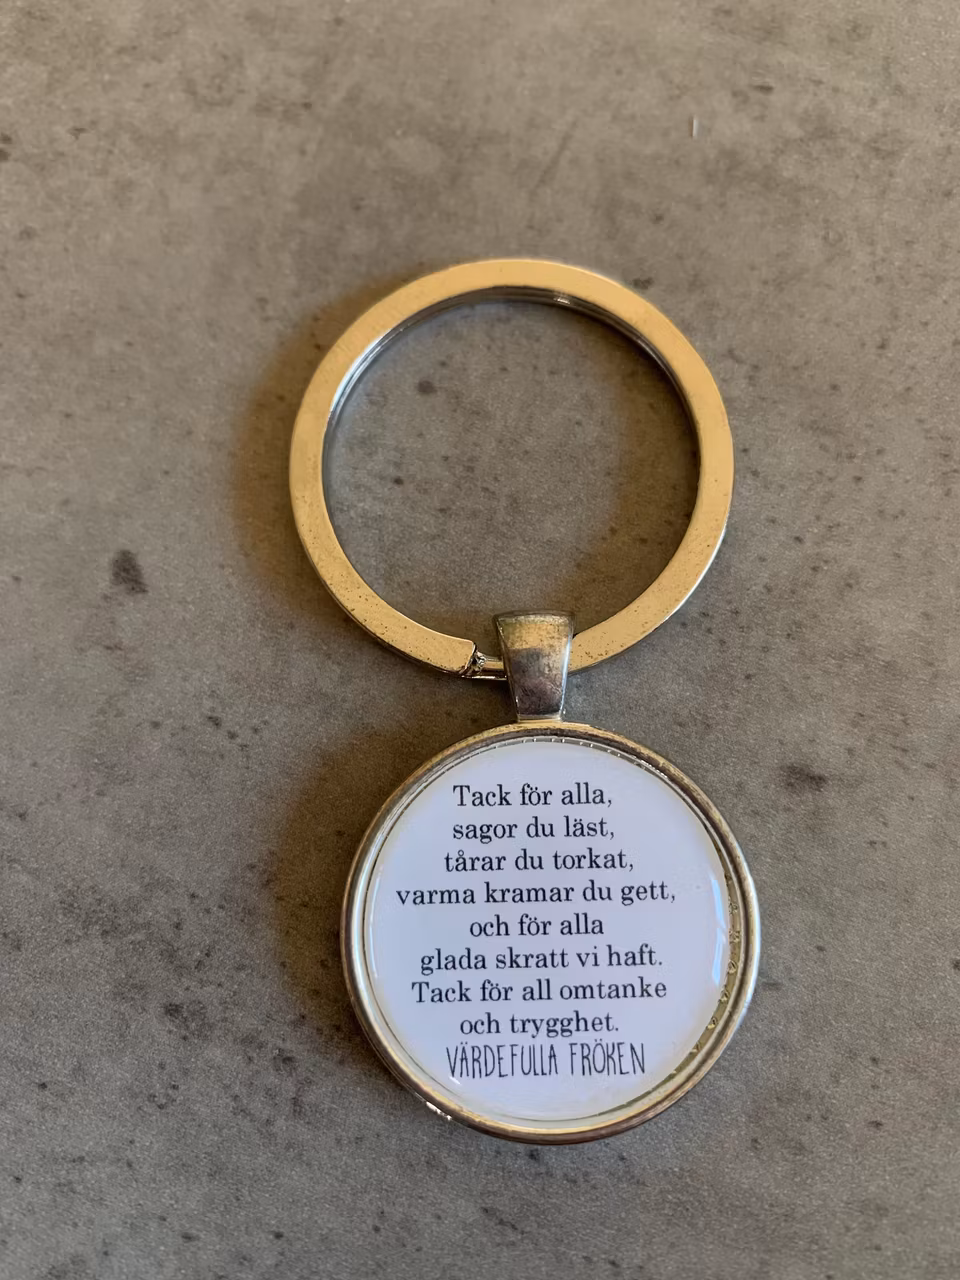 Tack för alla,
sagor du läst,
tårar du torkat,
varma kramar du gett,
och för alla
glada skratt vi haft.
Tack för all omtanke
och trygghet.
VÄRDEFULLA FRÖKEN